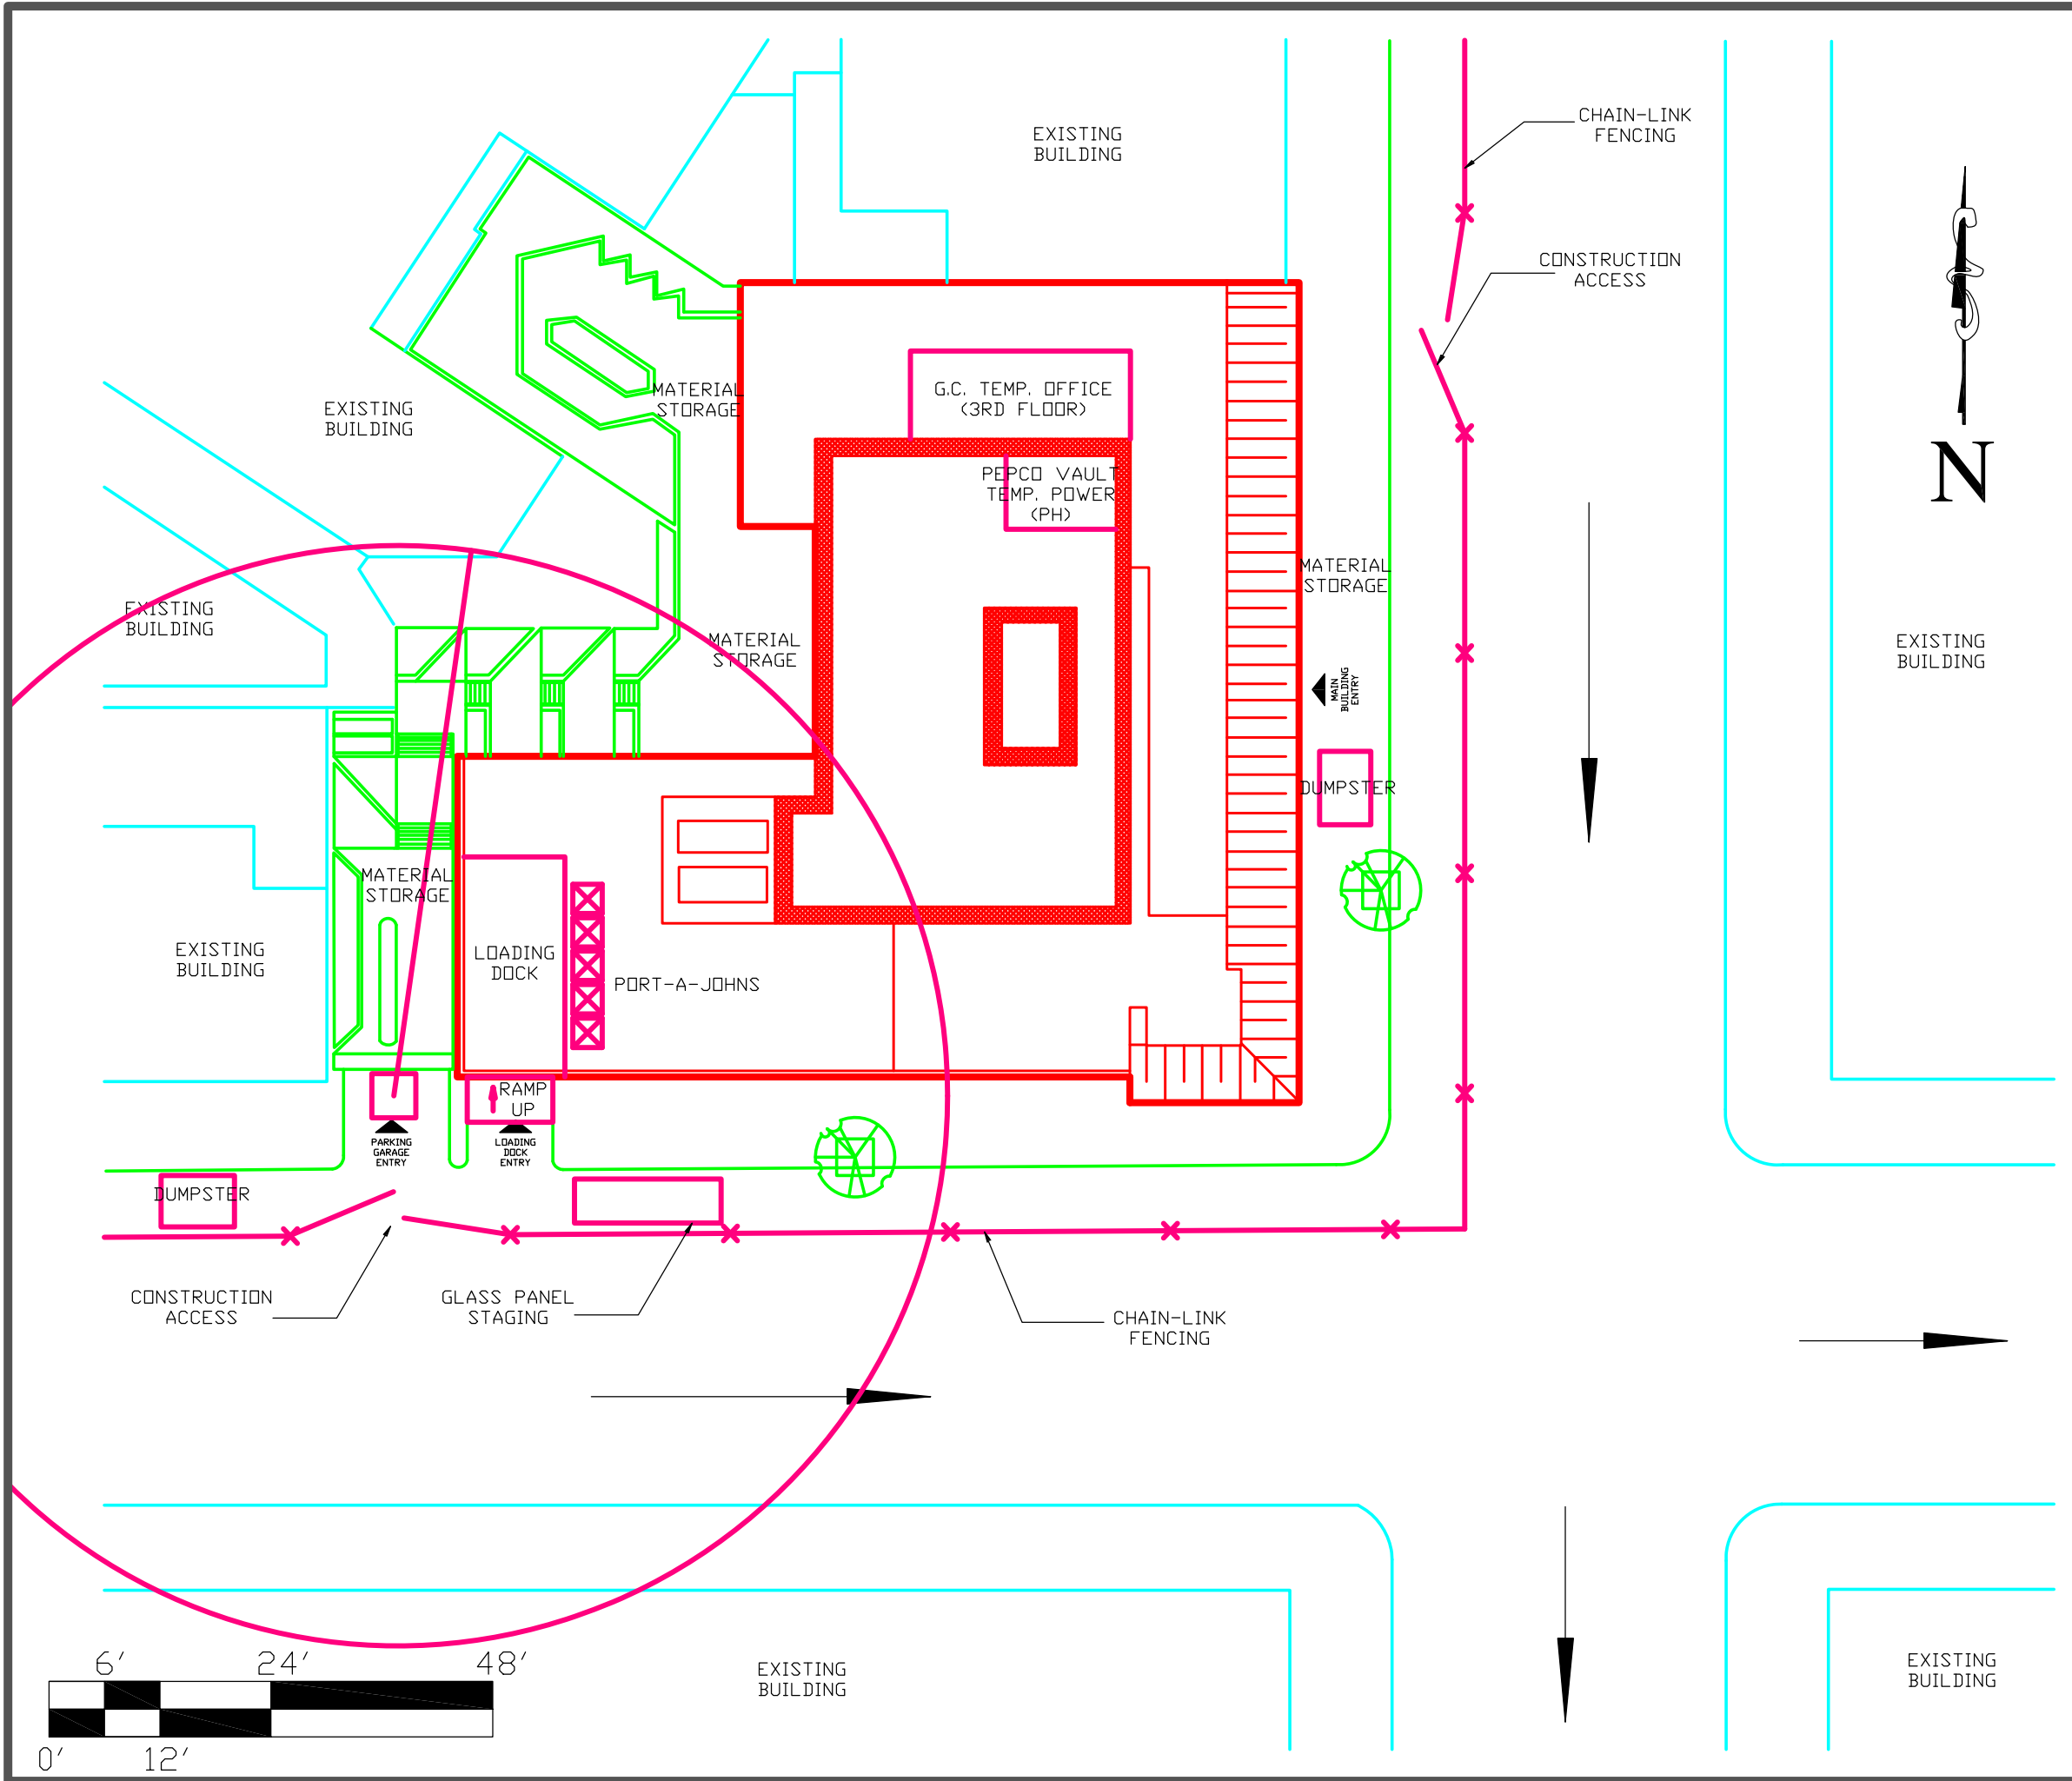 CHAIN-LINK
FENCING
EXISTING
BUILDING
CONSTRUCTION
ACCESS
MATERIAL
STORAGE
G.C. TEMP. OFFICE
(3RD FLOOR)
EXISTING
BUILDING
N
PEPCO VAULT
TEMP. POWER
(PH)
MATERIAL
STORAGE
EXISTING
BUILDING
MATERIAL
STORAGE
EXISTING
BUILDING
MAIN
BUILDING
ENTRY
DUMPSTER
MATERIAL
STORAGE
EXISTING
BUILDING
LOADING
DOCK
PORT-A-JOHNS
RAMP
UP
PARKING
GARAGE
ENTRY
LOADING
DOCK
ENTRY
DUMPSTER
CONSTRUCTION
ACCESS
GLASS PANEL
STAGING
CHAIN-LINK
FENCING
EXISTING
BUILDING
EXISTING
BUILDING
6' 24' 48'
0' 12'